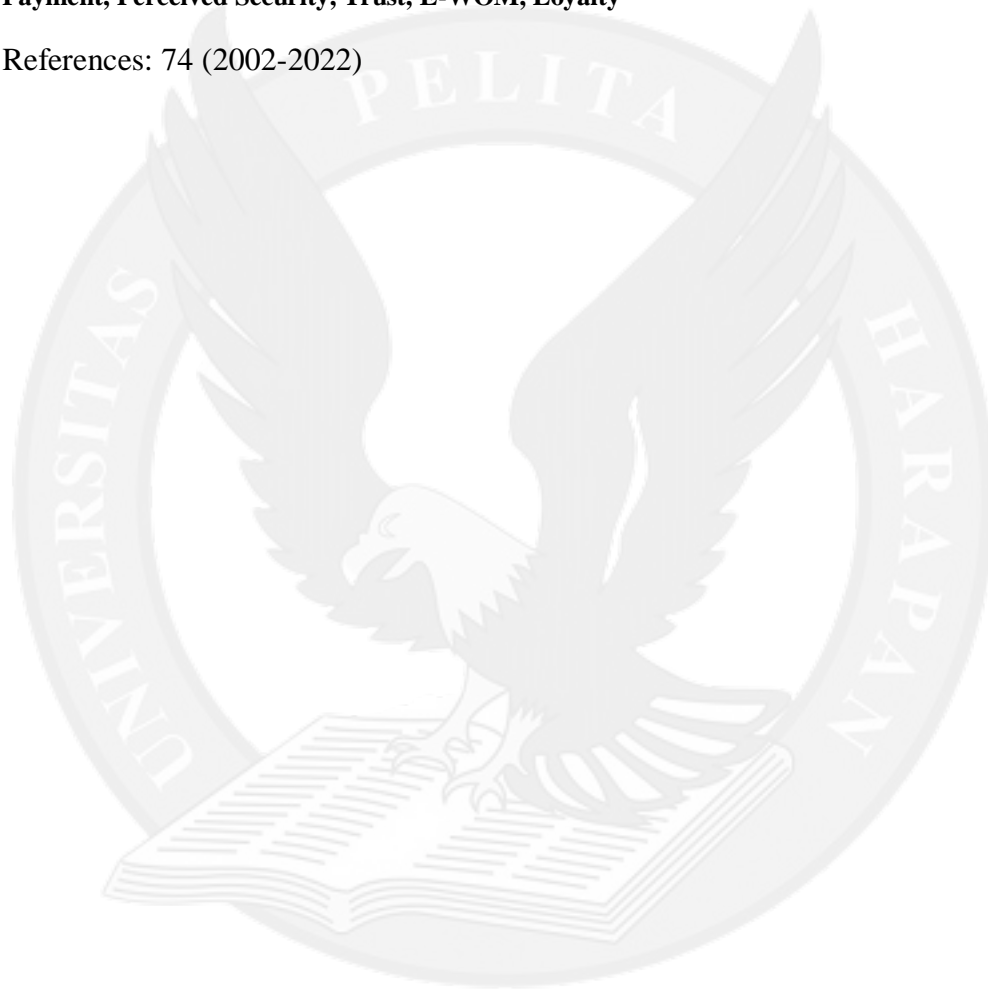 Payment, Perceived Security, Trust, E-WOM, Loyalty
References: 74 (2002-2022)
UNIVERSITAS PELITA HARAPAN